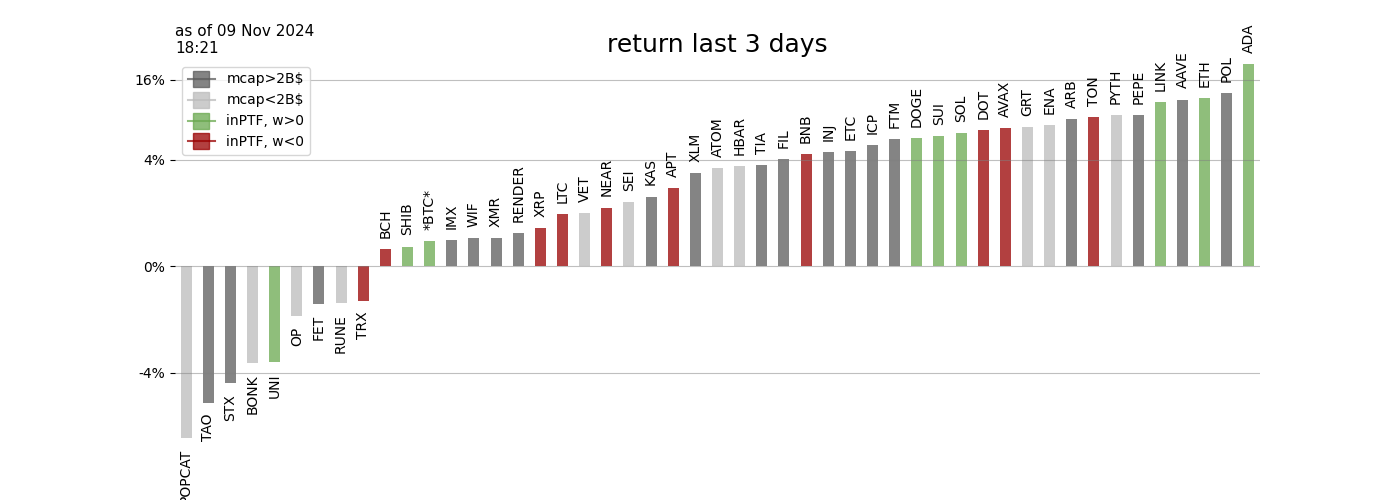 as of 09 Nov 2024
18:21
return last 3 days
mcap>2B$
mcap<2B$
inPTF, w>0
inPTF, w<0
16%
4%
0%
-4%
POPCAT
TAO
STX
BONK
UNI
OP
FET
RUNE
TRX
BCH
SHIB
*BTC*
IMX
WIF
XMR
RENDER
XRP
LTC
VET
NEAR
SEI
KAS
APT
XLM
ATOM
HBAR
TIA
FIL
BNB
INJ
ETC
ICP
FTM
DOGE
SUI
SOL
DOT
AVAX
GRT
ENA
ARB
TON
PYTH
PEPE
LINK
AAVE
ETH
POL
ADA